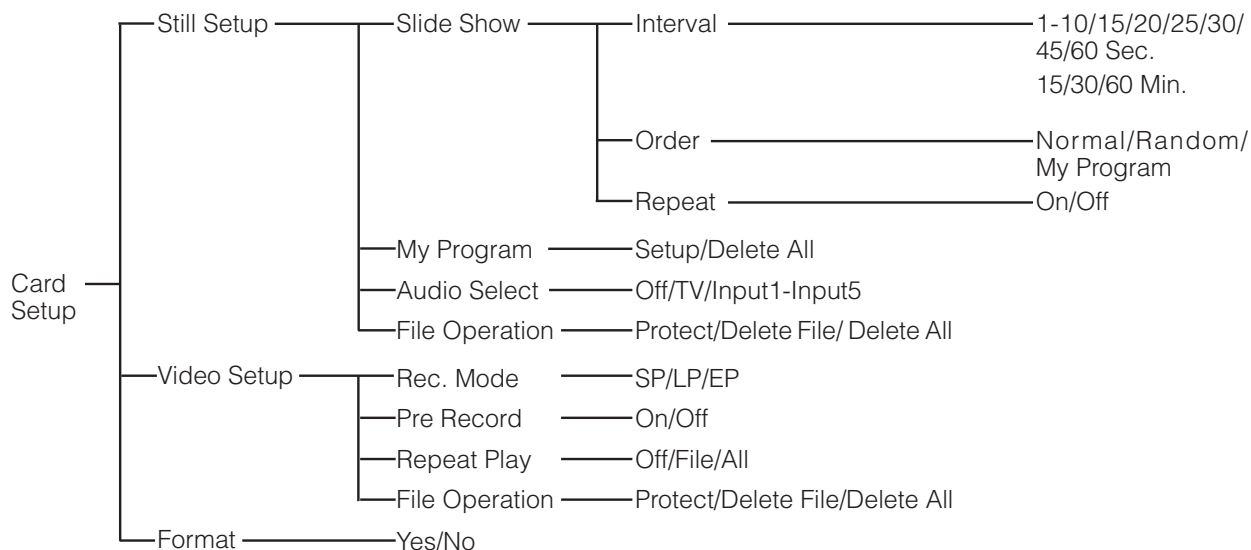 Still Setup Slide Show Interval 1-10/15/20/25/30/
45/60 Sec.
15/30/60 Min.
Order Normal/Random/
My Program
Repeat On/Off
My Program Setup/Delete All
Card
Setup
Audio Select Off/TV/Input1-Input5
File Operation Protect/Delete File/ Delete All
Video Setup Rec. Mode SP/LP/EP
Pre Record On/Off
Repeat Play Off/File/All
File Operation Protect/Delete File/Delete All
Format Yes/No